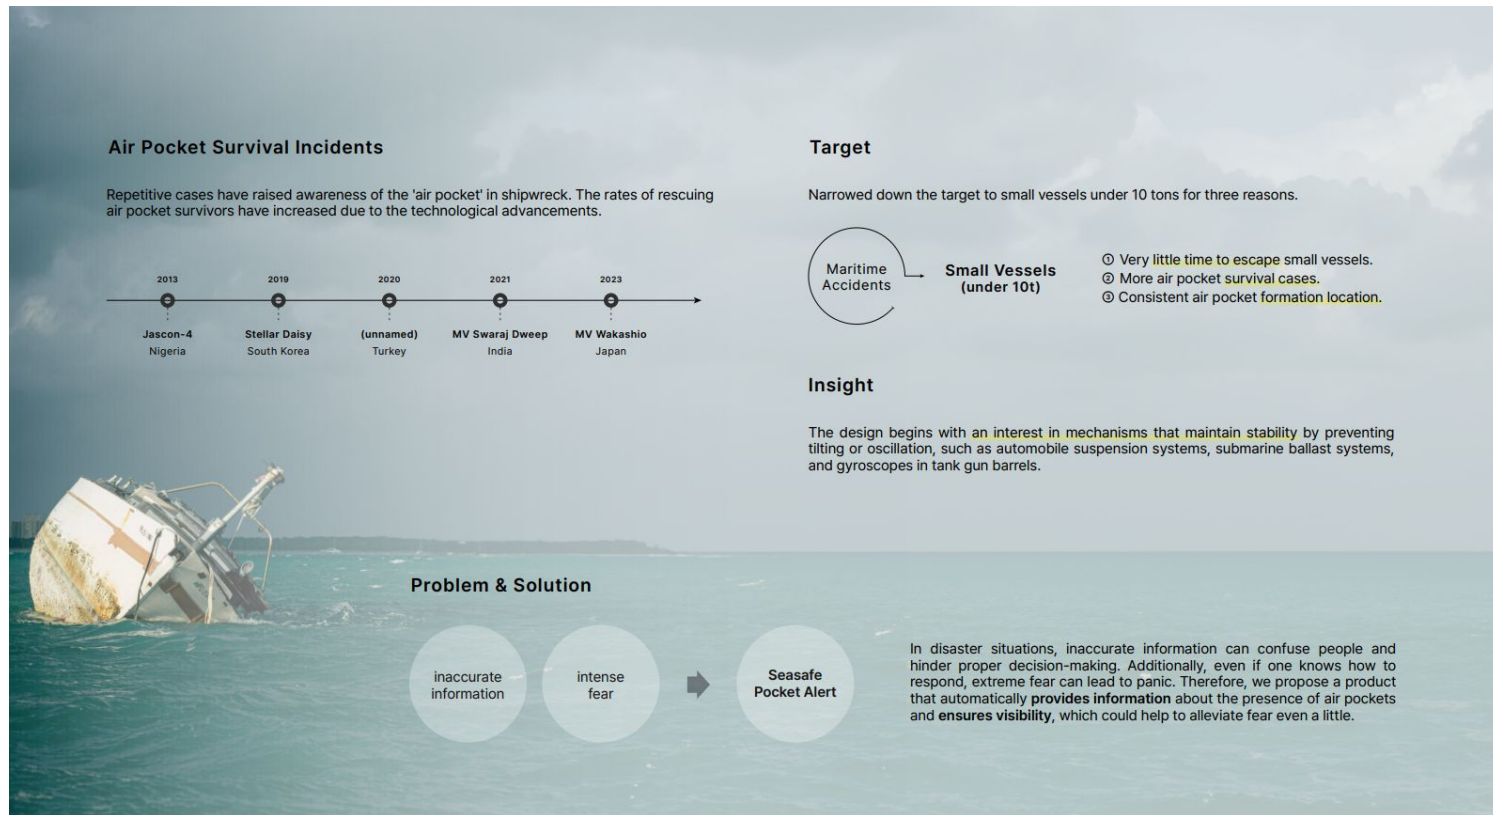 Air Pocket Survival Incidents
Repetitive cases have raised awareness of the 'air pocket' in shipwreck. The rates of rescuing
air pocket survivors have increased due to the technological advancements.
2013
2019
2020
2021
2023
Jascon-4
Stellar Daisy
(unnamed)
MV Swaraj Dweep
MV Wakashio
Nigeria
South Korea
Turkey
India
Japan
Target
Narrowed down the target to small vessels under 10 tons for three reasons.
Maritime
Accidents
Small Vessels
(under 10t)
① Very little time to escape small vessels.
② More air pocket survival cases.
③ Consistent air pocket formation location.
Insight
The design begins with an interest in mechanisms that maintain stability by preventing
tilting or oscillation, such as automobile suspension systems, submarine ballast systems,
and gyroscopes in tank gun barrels.
Problem & Solution
inaccurate
information
intense
fear
Seasafe
Pocket Alert
In disaster situations, inaccurate information can confuse people and
hinder proper decision-making. Additionally, even if one knows how to
respond, extreme fear can lead to panic. Therefore, we propose a product
that automatically provides information about the presence of air pockets
and ensures visibility, which could help to alleviate fear even a little.